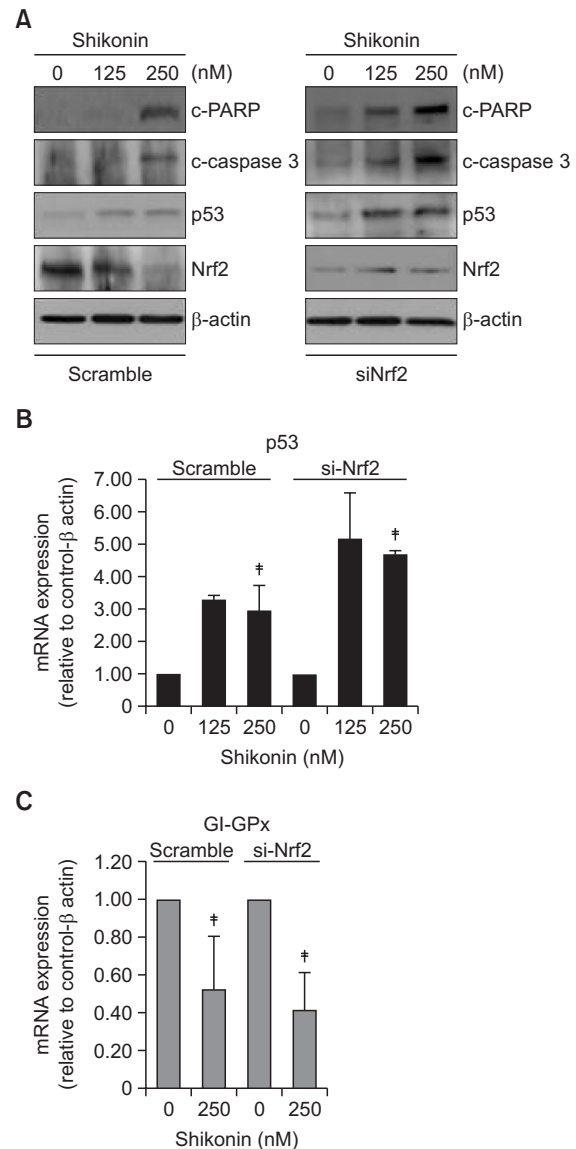 A
Shikonin
0 125 250 (nM)
c-PARP
c-caspase 3
p53
Nrf2
β-actin
Scramble
Shikonin
0 125 250 (nM)
c-PARP
c-caspase 3
p53
Nrf2
β-actin
siNrf2
B
p53
Scramble si-Nrf2
mRNA expression
(relative to control-β actin)
7.00
6.00
5.00
4.00
3.00
2.00
1.00
0
ǂ
ǂ
0 125 250 0 125 250
Shikonin (nM)
C
GI-GPx
Scramble si-Nrf2
mRNA expression
(relative to control-β actin)
1.20
1.00
0.80
0.60
0.40
0.20
0
ǂ
ǂ
0 250 0 250
Shikonin (nM)